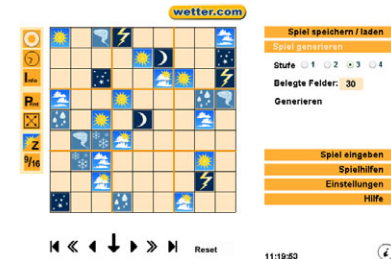 wetter.com
Spiel speichern / laden
Spiel generieren
Stufe 1 2 3 4
Belegte Felder: 30
Generieren
Info
Print
Z
9/16
Spiel eingeben
Spielhilfen
Einstellungen
Hilfe
Reset
11:19:53